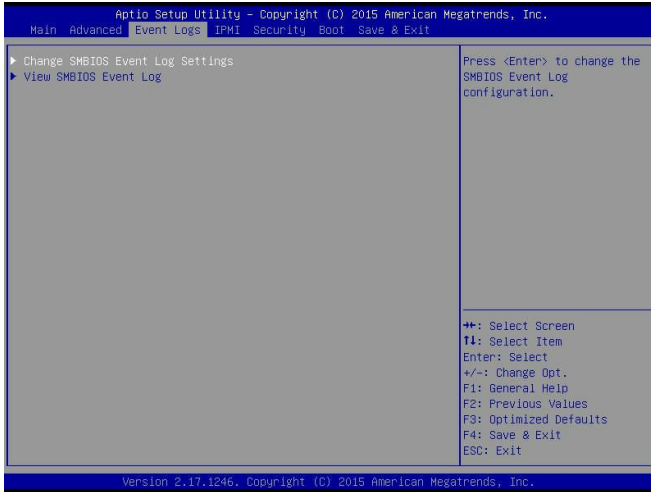 Aptio Setup Utility – Copyright (C) 2015 American Megatrends, Inc.
Main Advanced Event Logs IPMI Security Boot Save & Exit
▶ Change SMBIOS Event Log Settings
▶ View SMBIOS Event Log
Press <Enter> to change the
SMBIOS Event Log
configuration.
→←: Select Screen
↑↓: Select Item
Enter: Select
+/-: Change Opt.
F1: General Help
F2: Previous Values
F3: Optimized Defaults
F4: Save & Exit
ESC: Exit
Version 2.17.1246. Copyright (C) 2015 American Megatrends, Inc.